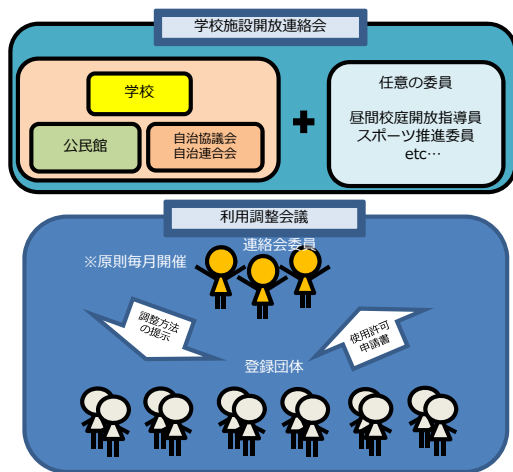 学校施設開放連絡会
学校
公民館
自治協議会
自治連合会
+
任意の委員
昼間校庭開放指導員
スポーツ推進委員
etc…
利用調整会議
連絡会委員
※原則毎月開催
調整方法
の提示
使用許可
申請書
登録団体